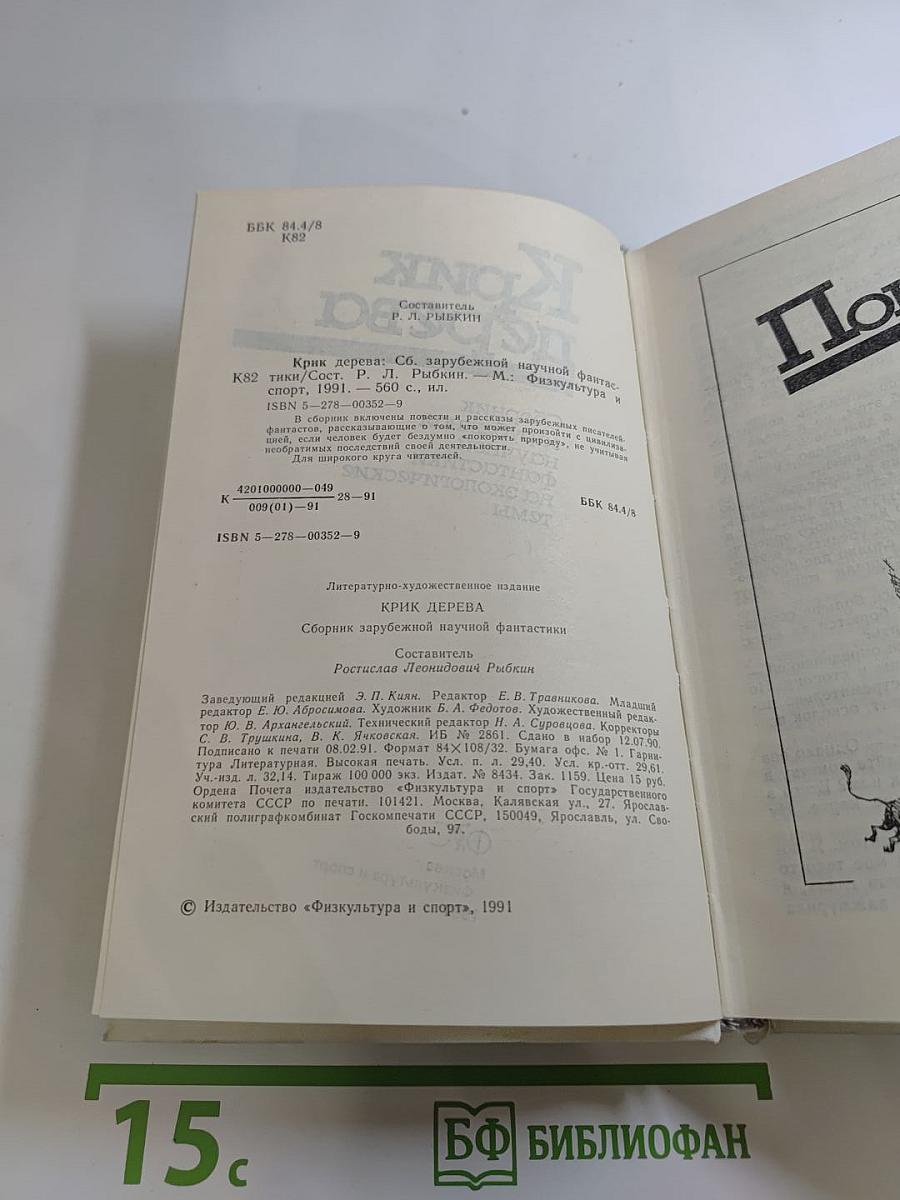 ББК 84.4/8
К82
Составитель
Р. Л. РЫБКИН
Крик дерева: Сб. зарубежной научной фантас-
К82 тики/Сост. Р. Л. Рыбкин. — М.: Физкультура и
спорт, 1991. — 560 с., ил.
ISBN 5—278—00352—9
В сборник включены повести и рассказы зарубежных писателей-
фантастов, рассказывающие о том, что может произойти с цивилиза-
цией, если человек будет бездумно «покорять природу», не учитывая
необратимых последствий своей деятельности.
Для широкого круга читателей.
К 4201000000—049 28—91
009(01)—91
ББК 84.4/8
ISBN 5—278—00352—9
Литературно-художественное издание
КРИК ДЕРЕВА
Сборник зарубежной научной фантастики
Составитель
Ростислав Леонидович Рыбкин
Заведующий редакцией Э. П. Киян. Редактор Е. В. Травникова. Младший
редактор Е. Ю. Абросимова. Художник Б. А. Федотов. Художественный редак-
тор Ю. В. Архангельский. Технический редактор Н. А. Суровцова. Корректоры
С. В. Трушкина, В. К. Ячковская. ИБ № 2861. Сдано в набор 12.07.90.
Подписано к печати 08.02.91. Формат 84×108/32. Бумага офс. № 1. Гарни-
тура Литературная. Высокая печать. Усл. п. л. 29,40. Усл. кр.-отт. 29,61.
Уч.-изд. л. 32,14. Тираж 100 000 экз. Издат. № 8434. Зак. 1159. Цена 15 руб.
Ордена Почета издательство «Физкультура и спорт» Государственного
комитета СССР по печати. 101421. Москва, Каляевская ул., 27. Ярослав-
ский полиграфкомбинат Госкомпечати СССР, 150049, Ярославль, ул. Сво-
боды, 97.
© Издательство «Физкультура и спорт», 1991
15 с
БФ БИБЛИОФАН